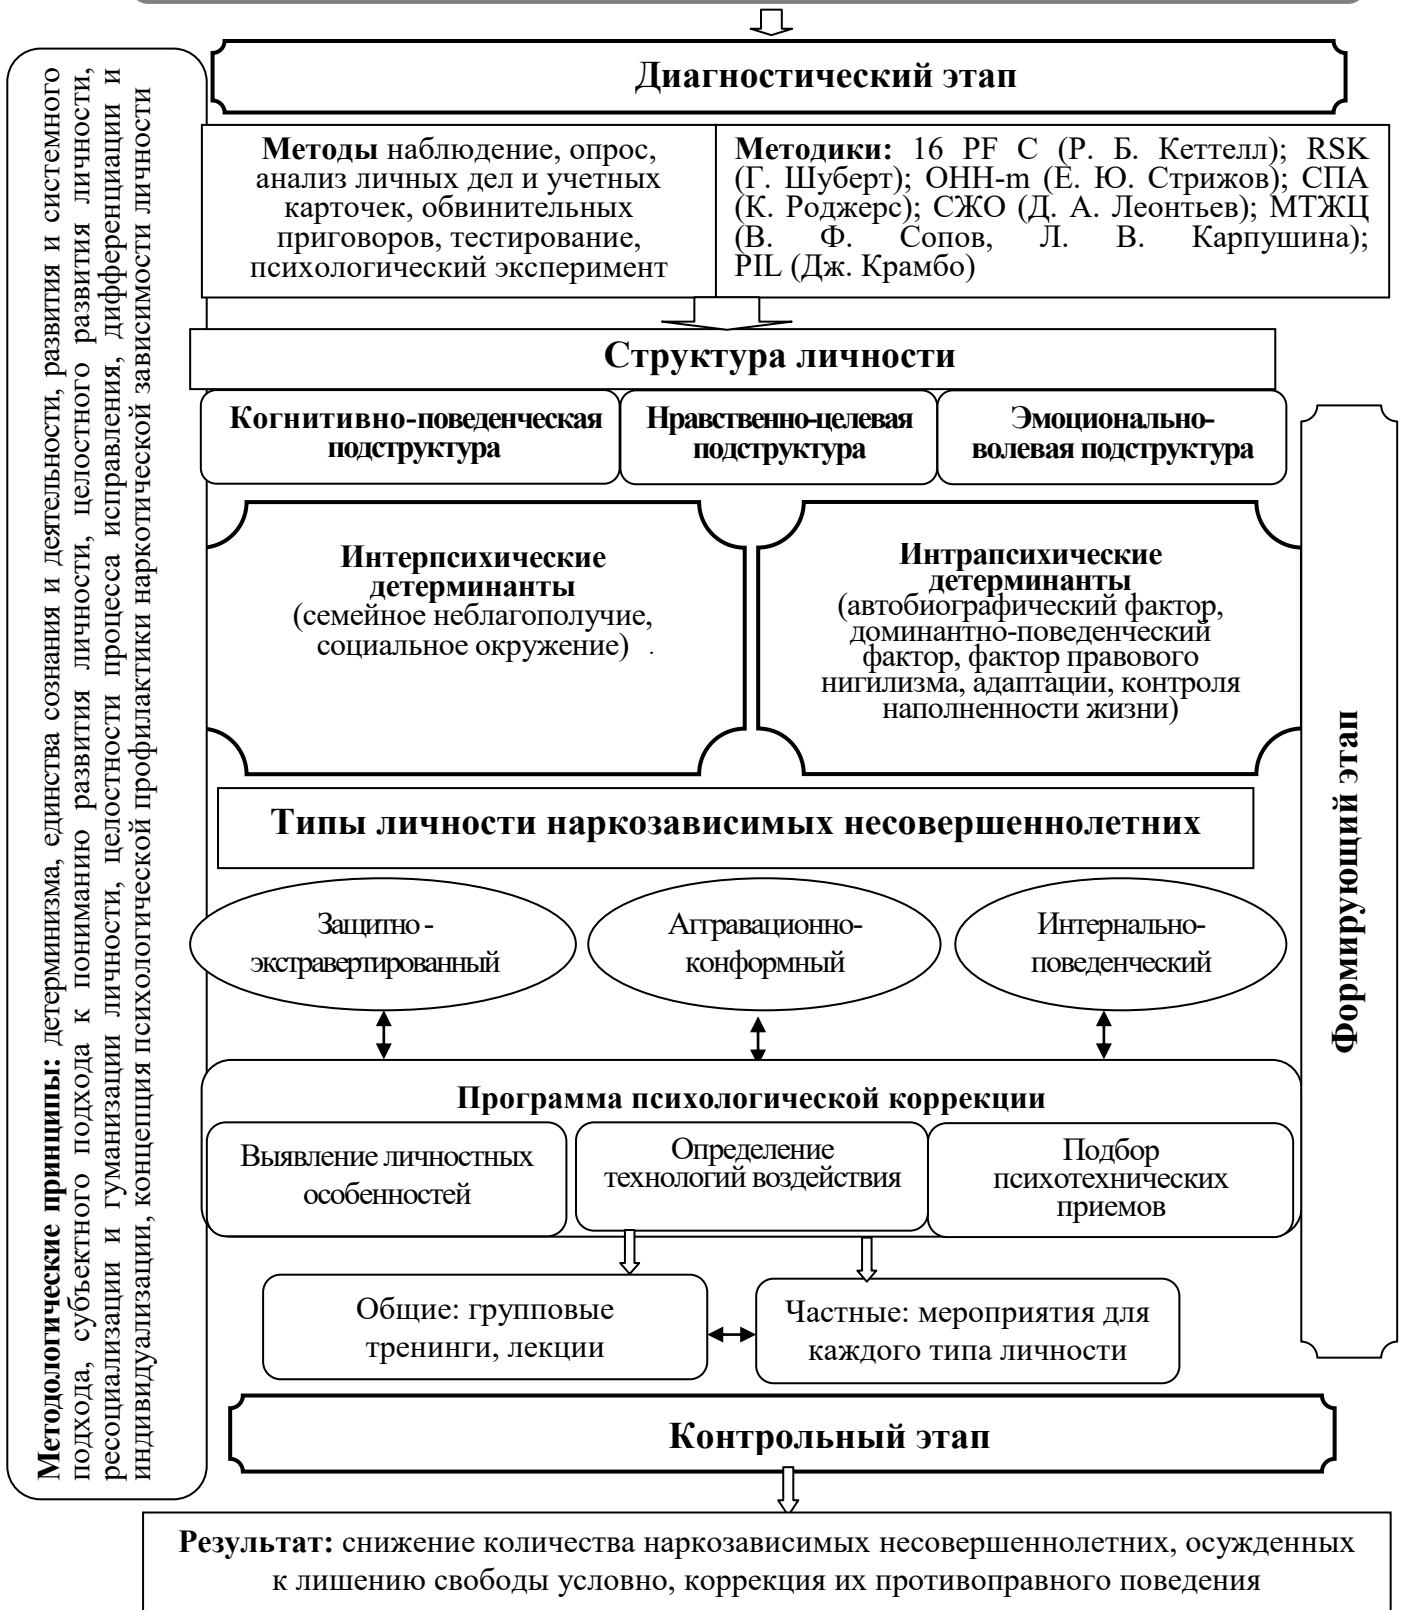 Диагностический этап
Методологические принципы: детерминизма, единства сознания и деятельности, развития и системного
подхода, субъектного подхода к пониманию развития личности, целостного развития личности,
ресоциализации и гуманизации личности, целостности процесса исправления, дифференциации и
индивидуализации, концепция психологической профилактики наркотической зависимости личности
Методы наблюдение, опрос,
анализ личных дел и учетных
карточек, обвинительных
приговоров, тестирование,
психологический эксперимент
Методики: 16 PF C (Р. Б. Кеттелл); RSK
(Г. Шуберт); ОНН-m (Е. Ю. Стрижов); СПА
(К. Роджерс); СЖО (Д. А. Леонтьев); МТЖЦ
(В. Ф. Сопов, Л. В. Карпушина);
PIL (Дж. Крамбо)
Структура личности
Когнитивно-поведенческая
подструктура
Нравственно-целевая
подструктура
Эмоционально-
волевая подструктура
Интерпсихические
детерминанты
(семейное неблагополучие,
социальное окружение) .
Интрапсихические
детерминанты
(автобиографический фактор,
доминантно-поведенческий
фактор, фактор правового
нигилизма, адаптации, контроля
наполненности жизни)
Формирующий этап
Типы личности наркозависимых несовершеннолетних
Защитно -
экстравертированный
Аггравационно-
конформный
Интернально-
поведенческий
Программа психологической коррекции
Выявление личностных
особенностей
Определение
технологий воздействия
Подбор
психотехнических
приемов
Общие: групповые
тренинги, лекции
Частные: мероприятия для
каждого типа личности
Контрольный этап
Результат: снижение количества наркозависимых несовершеннолетних, осужденных
к лишению свободы условно, коррекция их противоправного поведения